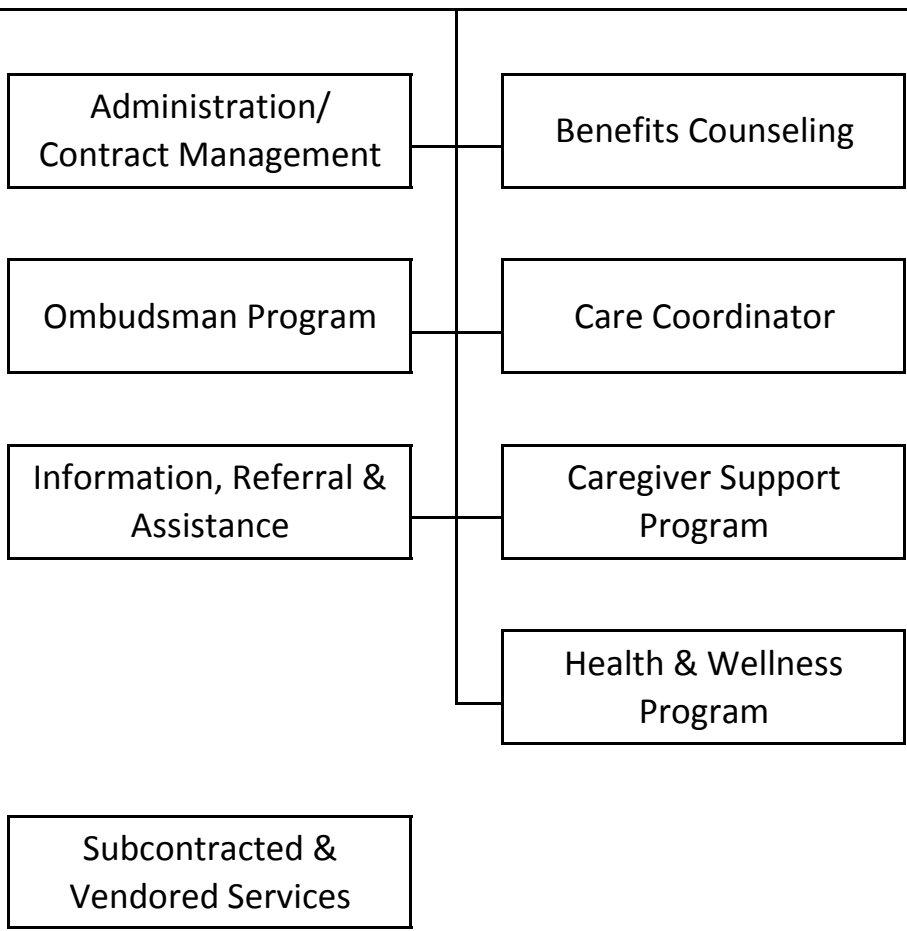 Administration/
Contract Management
Benefits Counseling
Ombudsman Program
Care Coordinator
Information, Referral &
Assistance
Caregiver Support
Program
Health & Wellness
Program
Subcontracted &
Vendored Services